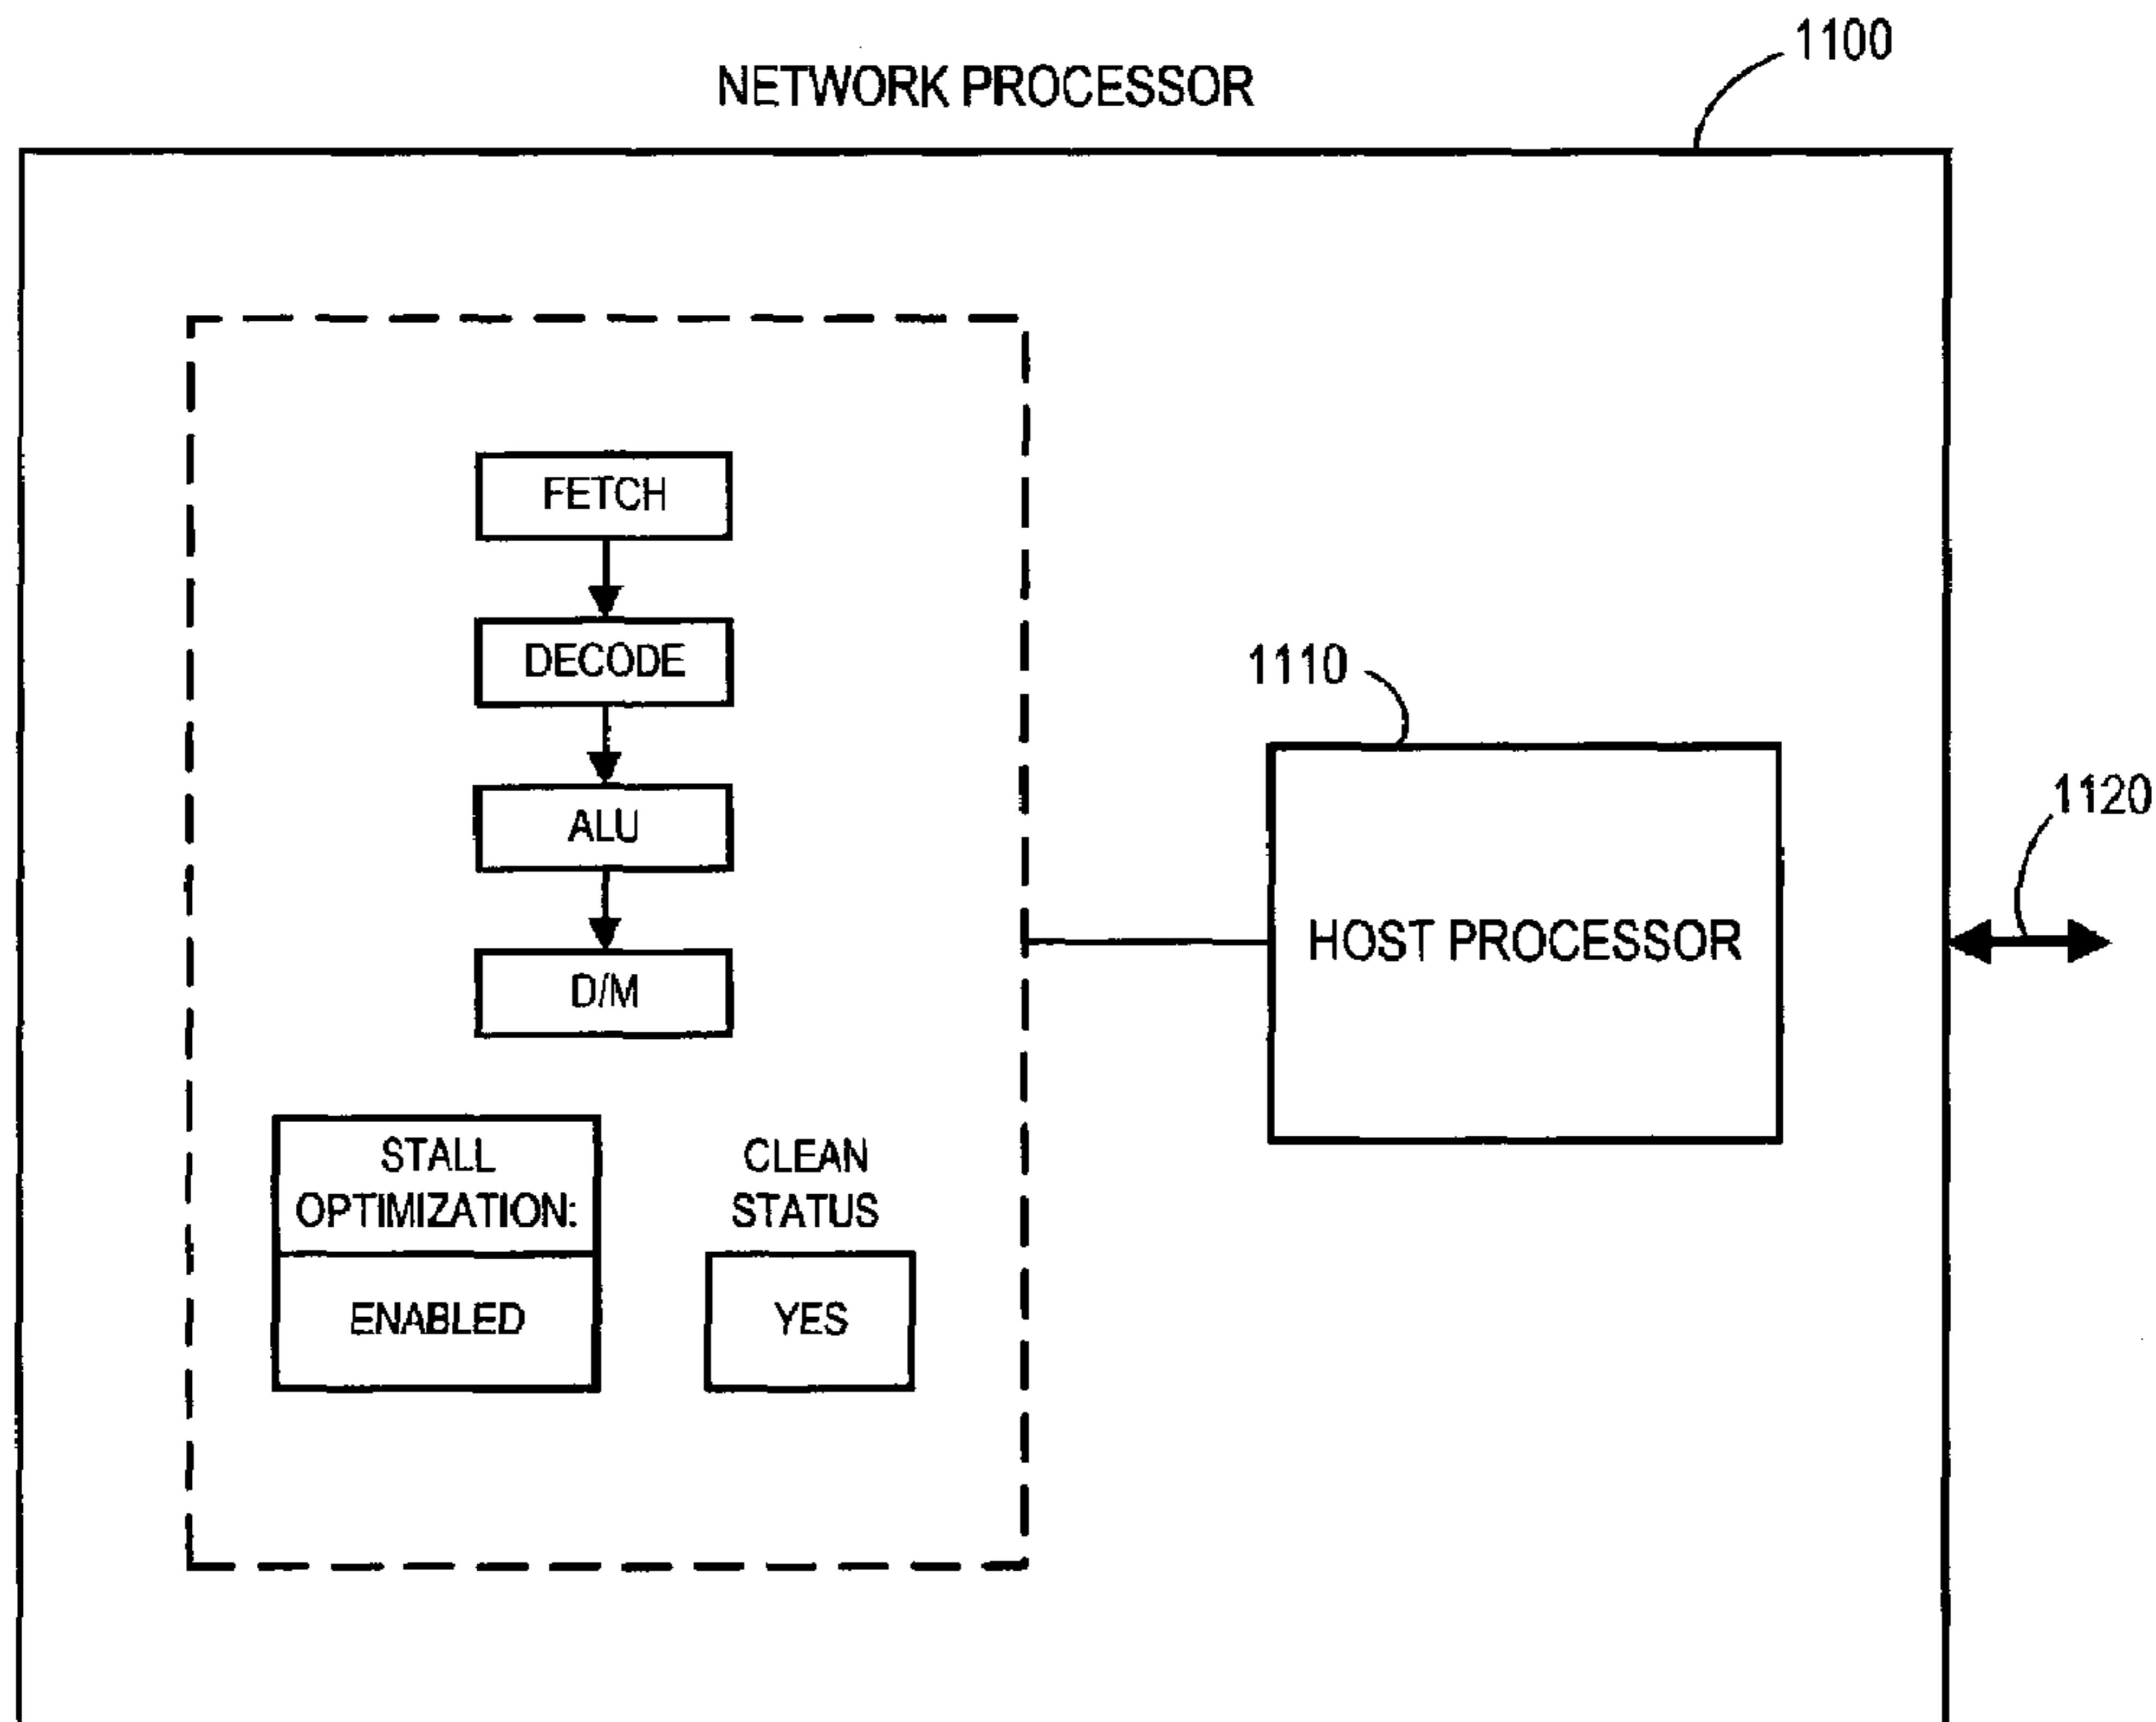 1100
NETWORK PROCESSOR
FETCH
DECODE
ALU
D/M
STALL
OPTIMIZATION:
ENABLED
CLEAN
STATUS
YES
1110
HOST PROCESSOR
1120